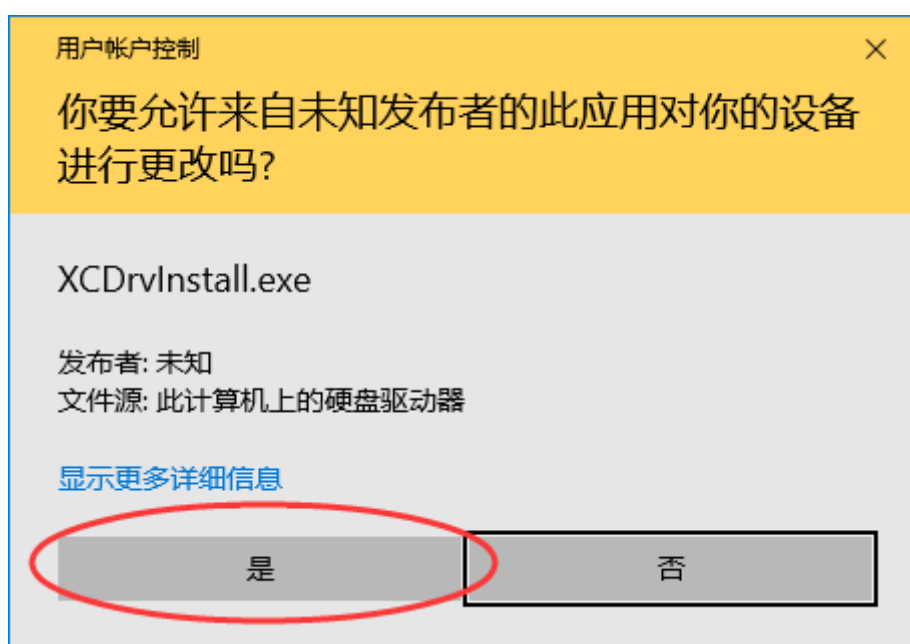 用户帐户控制
你要允许来自未知发布者的此应用对你的设备
进行更改吗?
XCDrvInstall.exe
发布者: 未知
文件源: 此计算机上的硬盘驱动器
显示更多详细信息
是
否